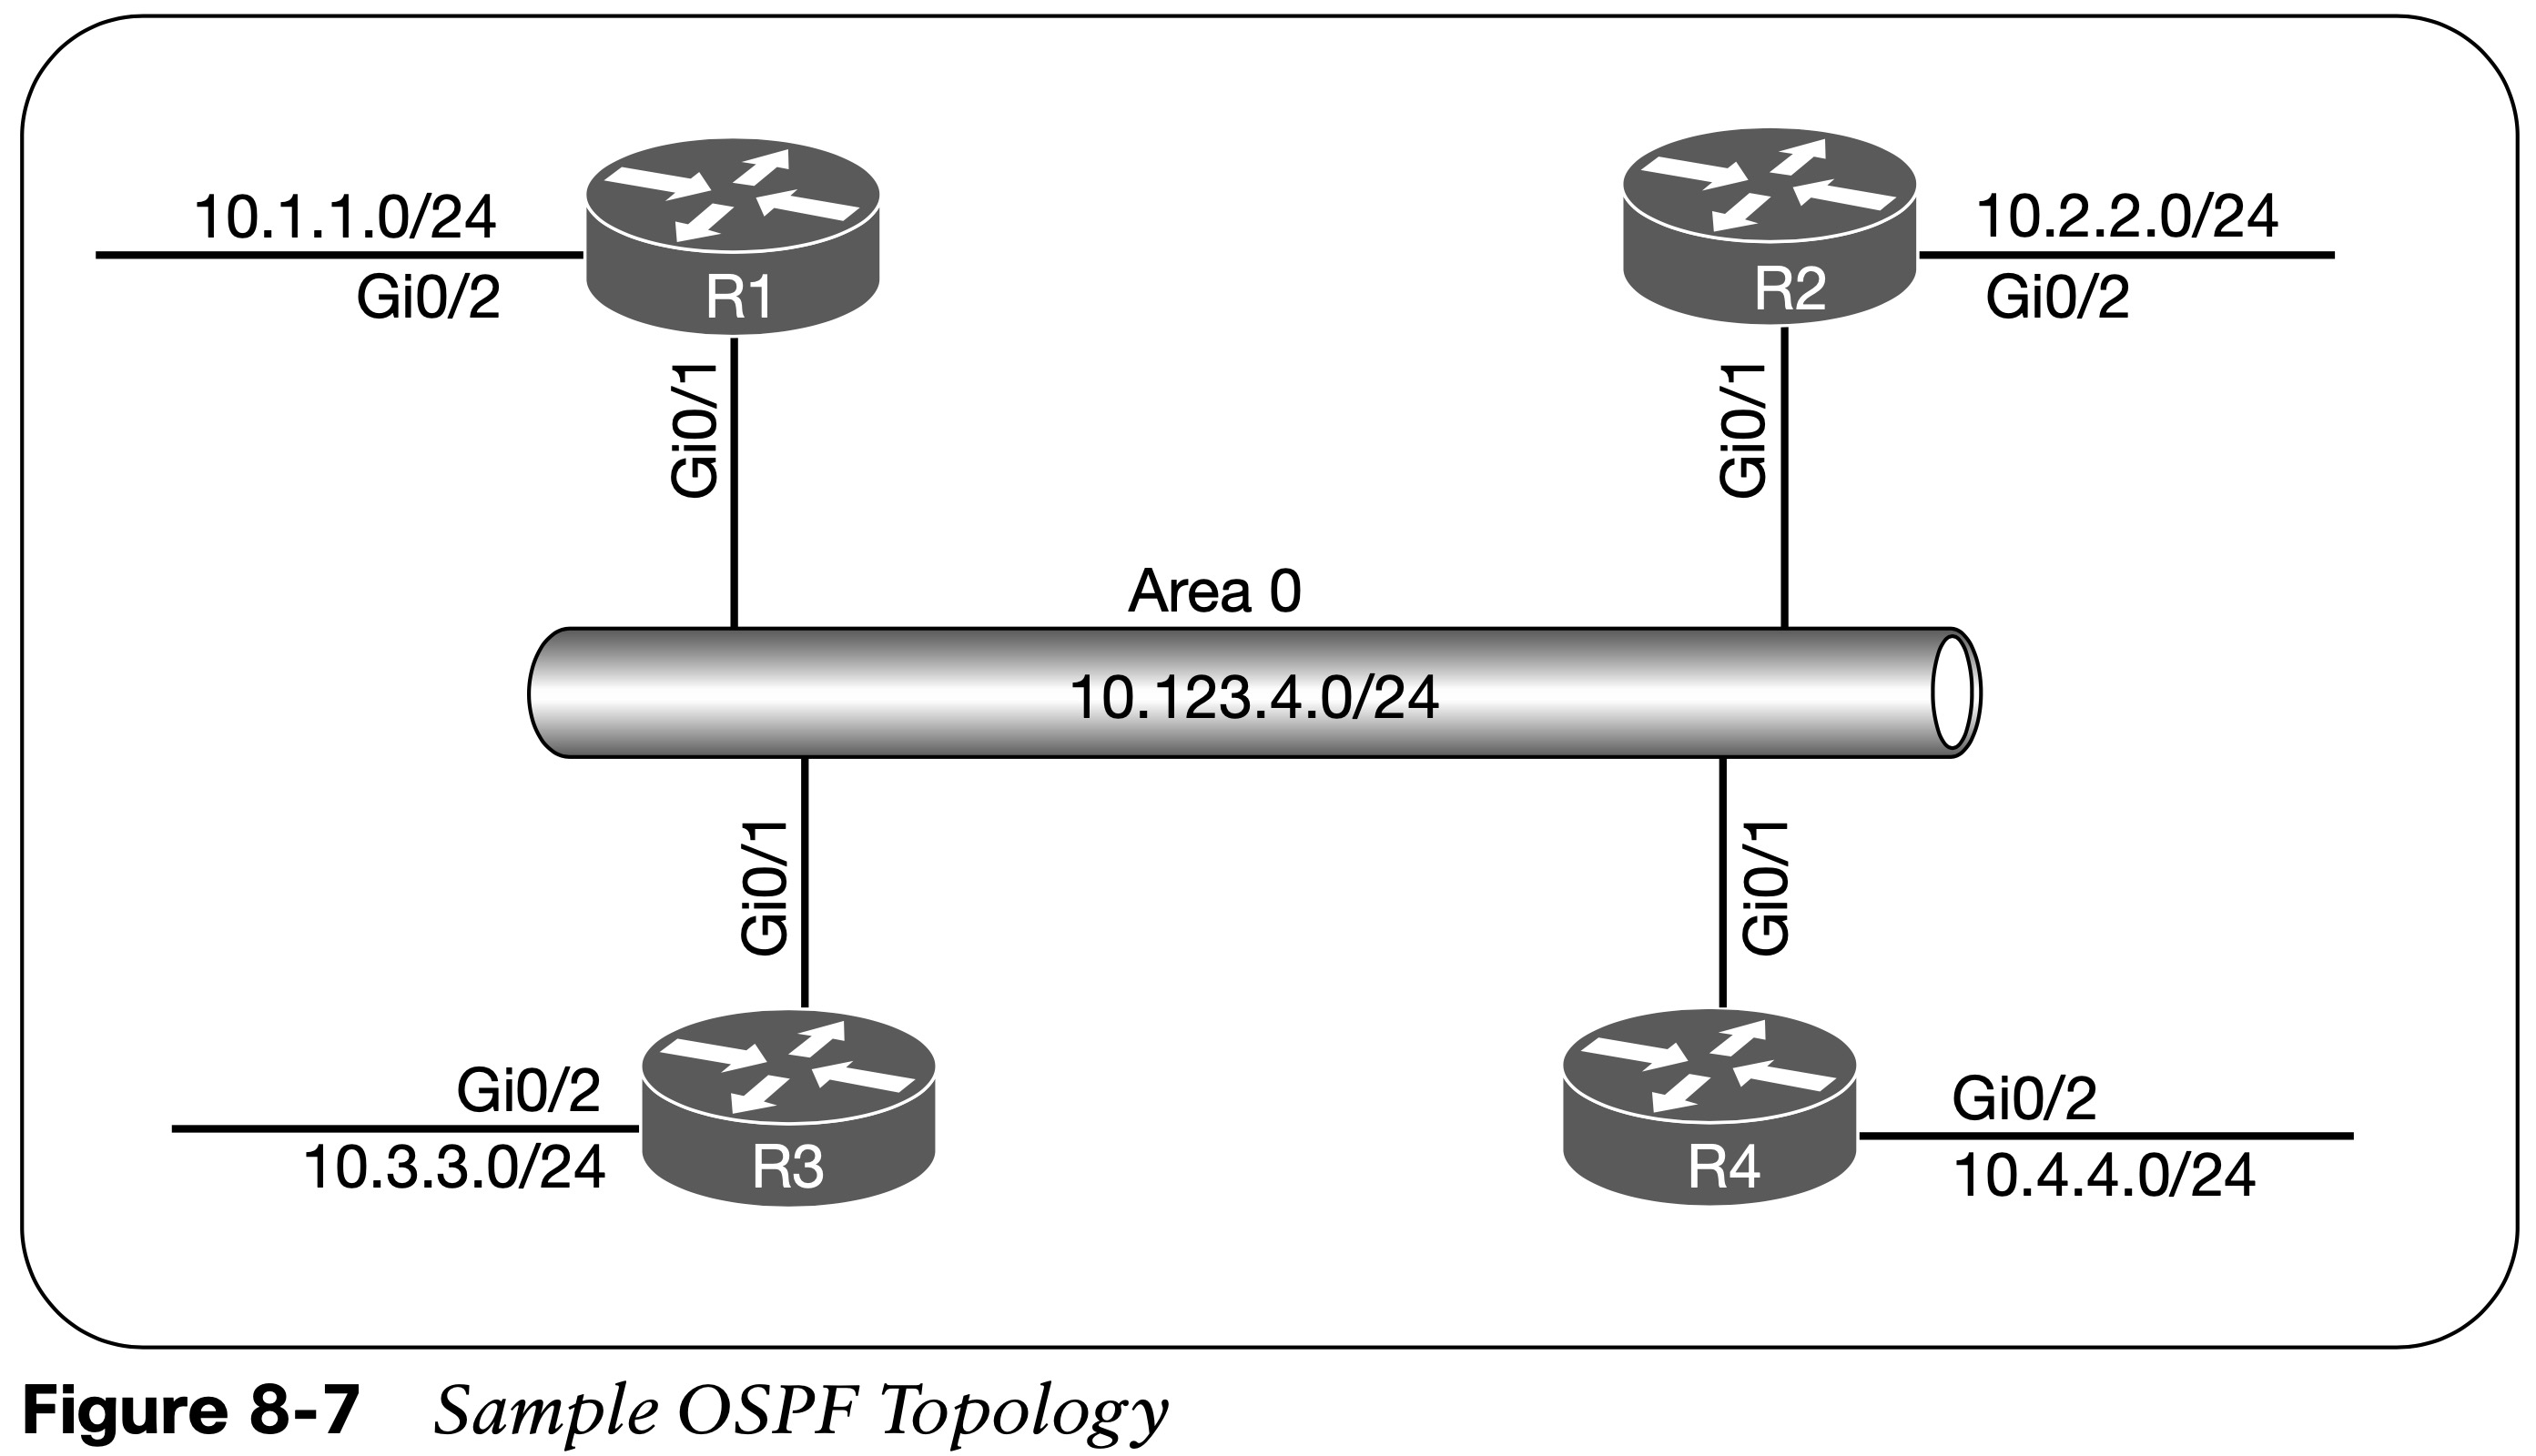 10.1.1.0/24
Gi0/2
R1
Gi0/1
10.2.2.0/24
Gi0/2
R2
Gi0/1
Area 0
10.123.4.0/24
Gi0/1
Gi0/2
10.3.3.0/24
R3
Gi0/1
Gi0/2
10.4.4.0/24
R4
Figure 8-7 Sample OSPF Topology